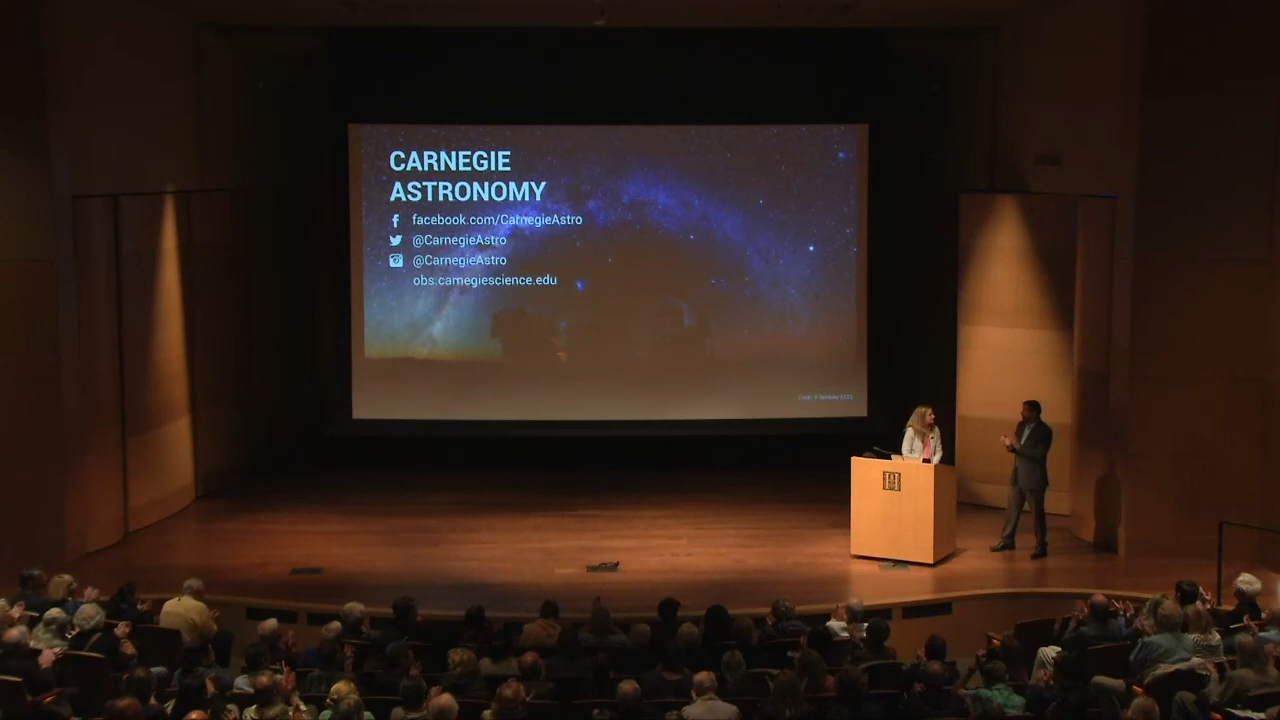 CARNEGIE
ASTRONOMY
facebook.com/CarnegieAstro
@CarnegieAstro
@CarnegieAstro
obs.carnegiescience.edu